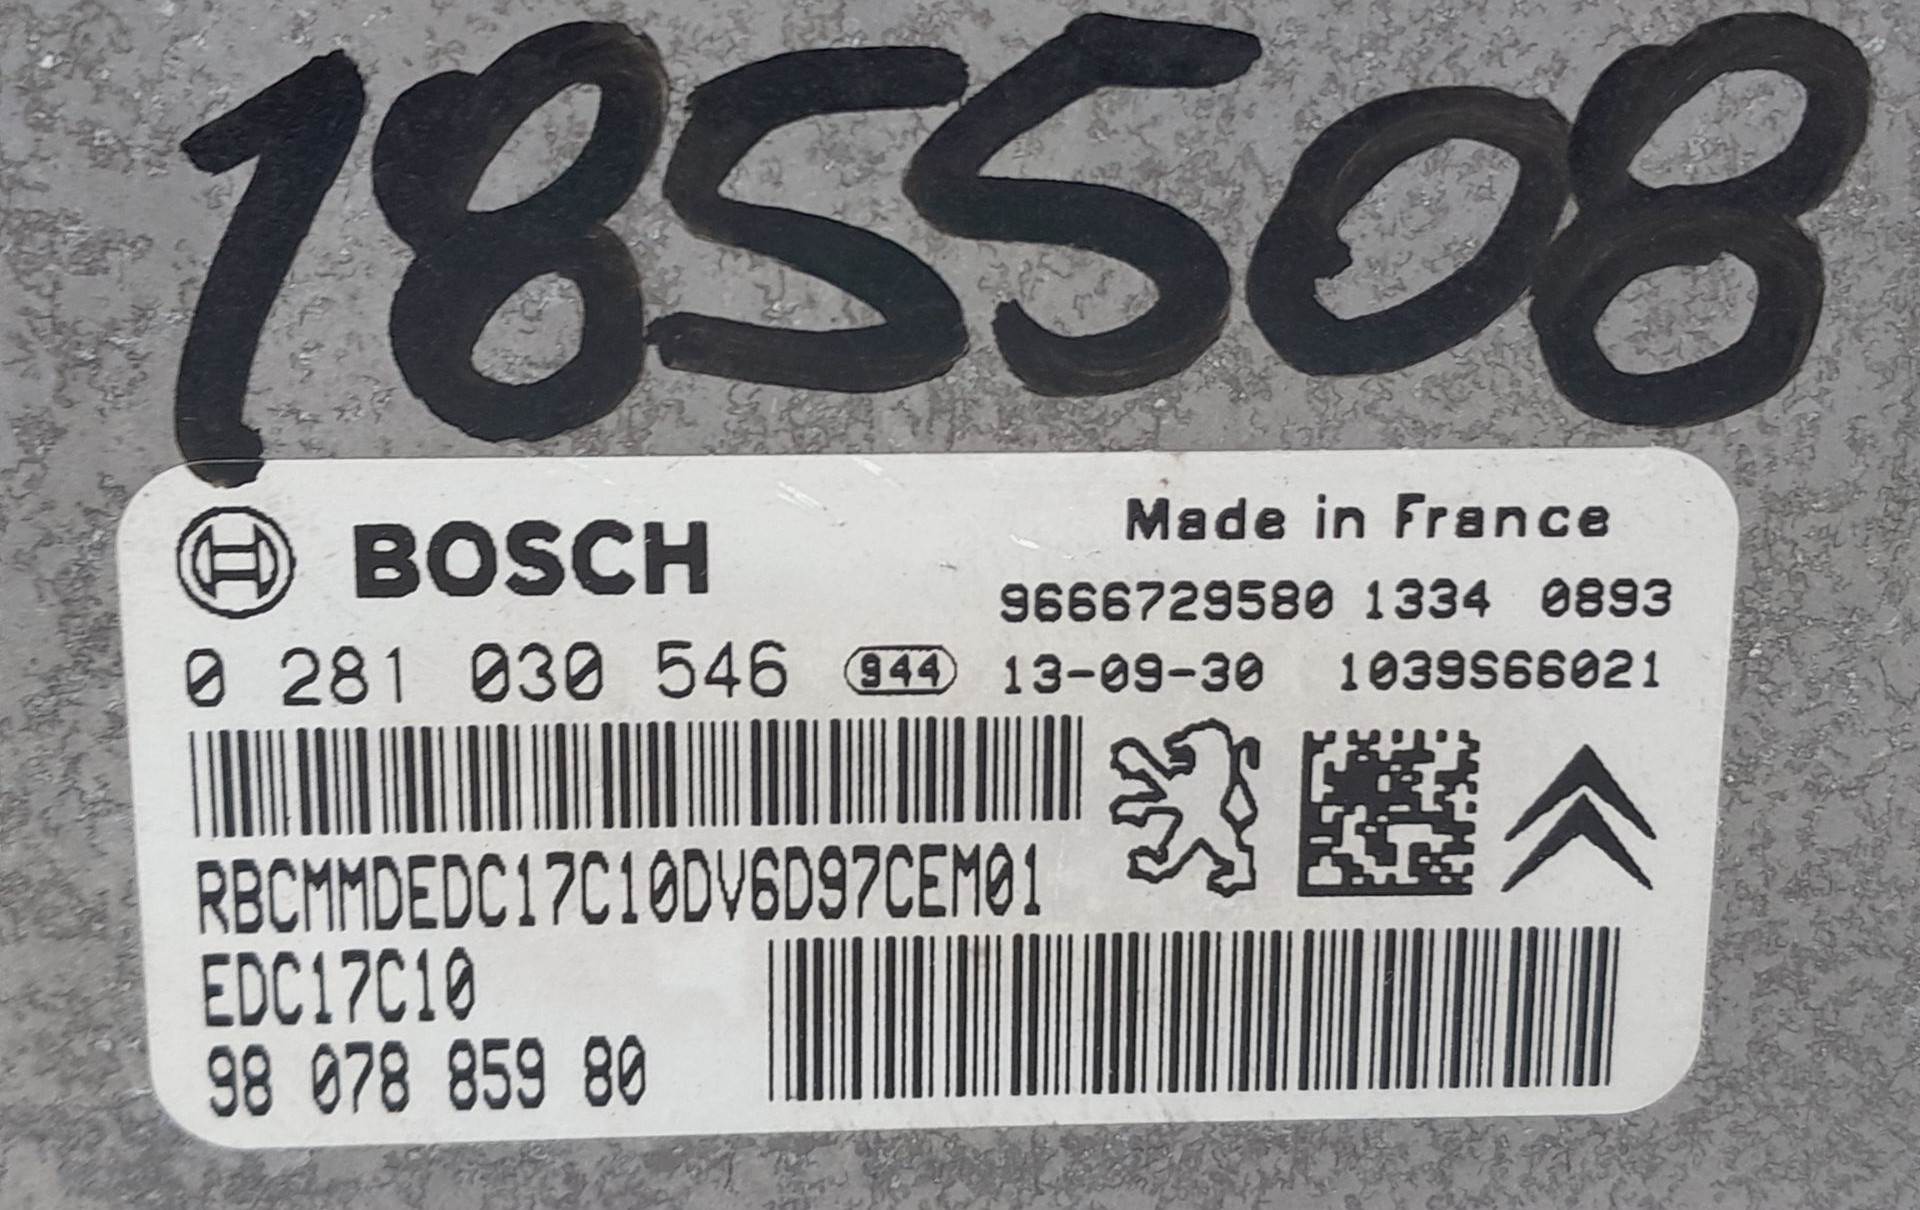 185508
BOSCH
Made in France
9666729580 1334 0893
0 281 030 546 944 13-09-30 1039S66021
RBCMMDEDC17C10DV6D97CEM01
EDC17C10
98 078 859 80